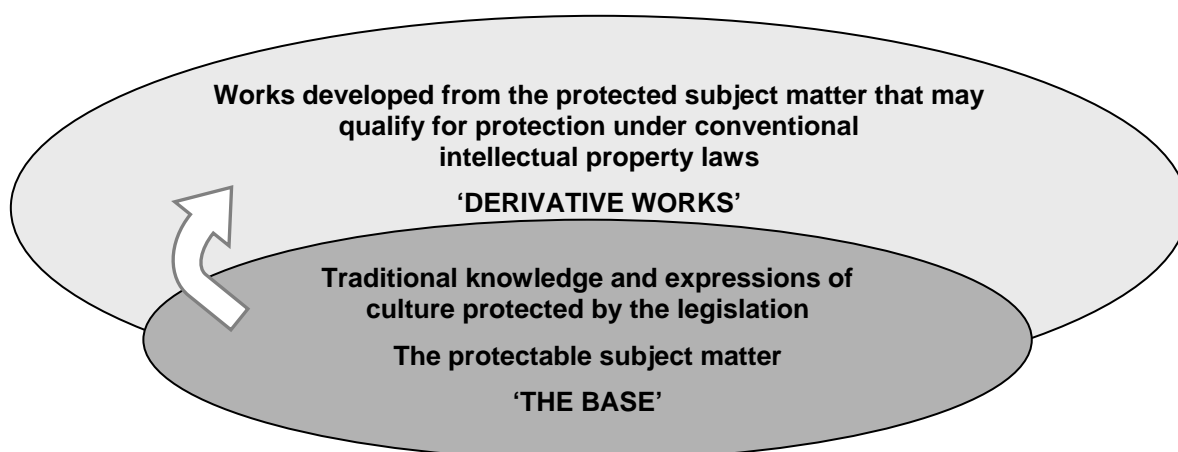 Works developed from the protected subject matter that may
qualify for protection under conventional
intellectual property laws
‘DERIVATIVE WORKS’
Traditional knowledge and expressions of
culture protected by the legislation
The protectable subject matter
‘THE BASE’